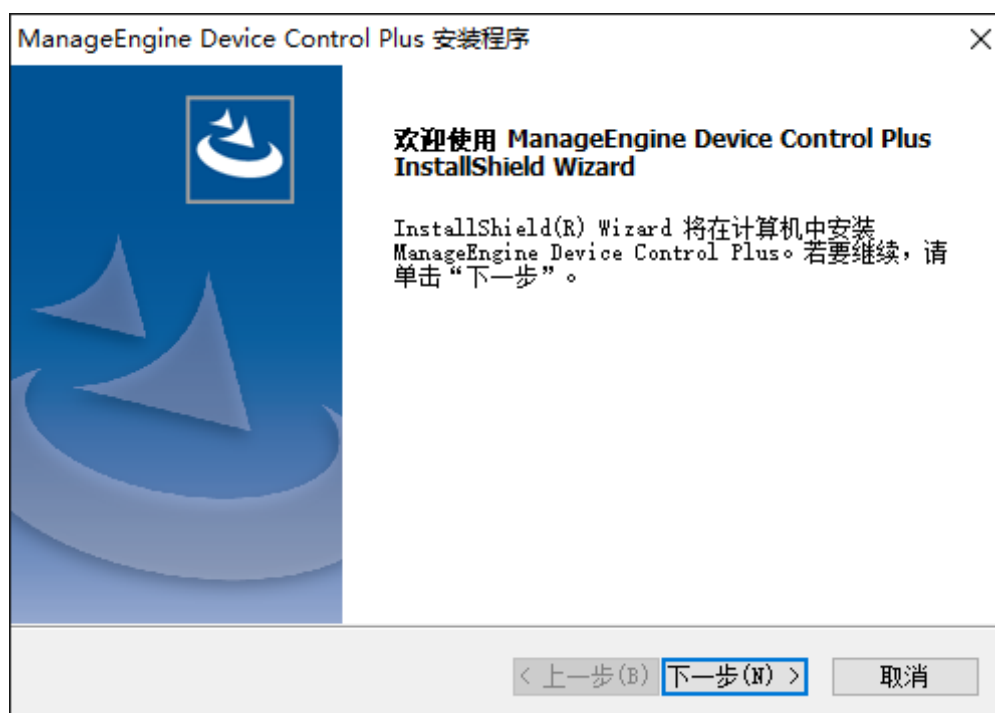 ManageEngine Device Control Plus 安装程序
欢迎使用 ManageEngine Device Control Plus
InstallShield Wizard
InstallShield(R) Wizard 将在计算机中安装
ManageEngine Device Control Plus。若要继续，请
单击“下一步”。
< 上一步(B)
下一步(N) >
取消